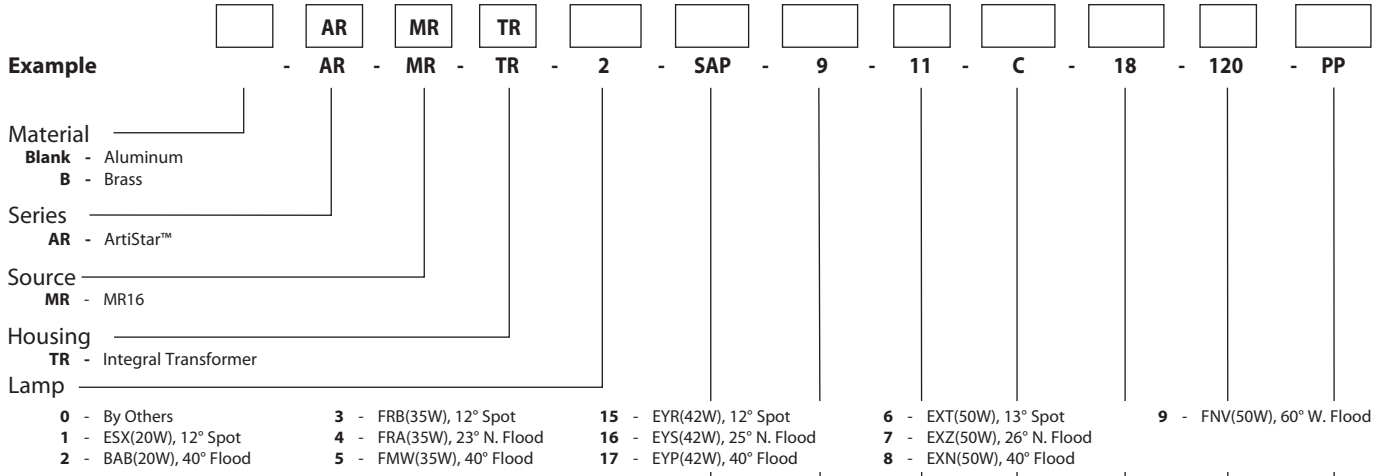 AR MR TR
Example - AR - MR - TR - 2 - SAP - 9 - 11 - C - 18 - 120 - PP
Material
Blank - Aluminum
B - Brass
Series
AR - ArtiStar™
Source
MR - MR16
Housing
TR - Integral Transformer
Lamp
0 - By Others 3 - FRB(35W), 12° Spot 15 - EYR(42W), 12° Spot 6 - EXT(50W), 13° Spot 9 - FNV(50W), 60° W. Flood
1 - ESX(20W), 12° Spot 4 - FRA(35W), 23° N. Flood 16 - EYS(42W), 25° N. Flood 7 - EXZ(50W), 26° N. Flood
2 - BAB(20W), 40° Flood 5 - FMW(35W), 40° Flood 17 - EYP(42W), 40° Flood 8 - EXN(50W), 40° Flood